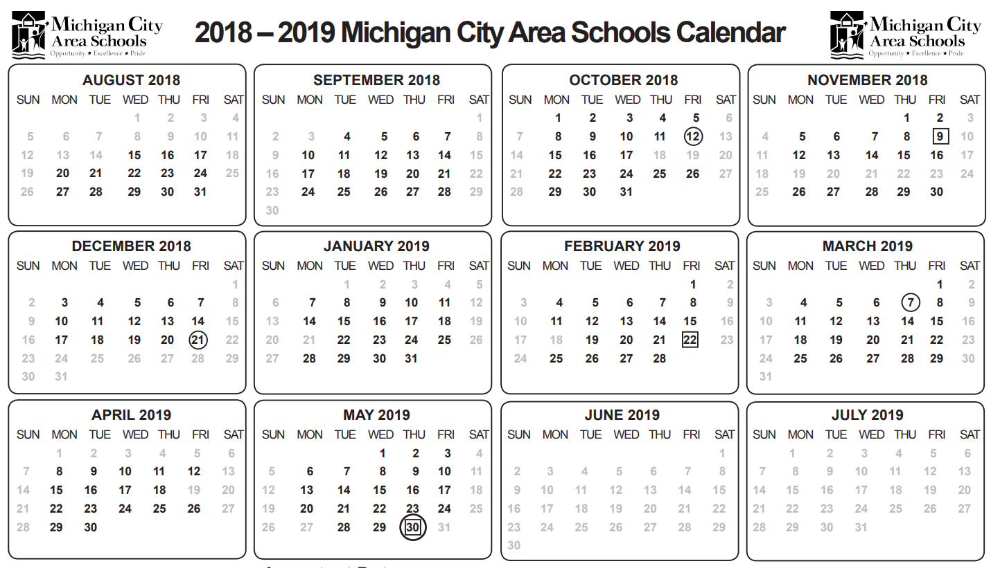 Michigan City
Area Schools
Opportunity ★ Excellence ★ Pride
2018 – 2019 Michigan City Area Schools Calendar
Michigan City
Area Schools
Opportunity ★ Excellence ★ Pride
AUGUST 2018
SUN MON TUE WED THU FRI SAT
1 2 3 4
5 6 7 8 9 10 11
12 13 14 15 16 17 18
19 20 21 22 23 24 25
26 27 28 29 30 31
SEPTEMBER 2018
SUN MON TUE WED THU FRI SAT
1
2 3 4 5 6 7 8
9 10 11 12 13 14 15
16 17 18 19 20 21 22
23 24 25 26 27 28 29
30
OCTOBER 2018
SUN MON TUE WED THU FRI SAT
1 2 3 4 5 6
7 8 9 10 11 12 13
14 15 16 17 18 19 20
21 22 23 24 25 26 27
28 29 30 31
NOVEMBER 2018
SUN MON TUE WED THU FRI SAT
1 2 3
4 5 6 7 8 9 10
11 12 13 14 15 16 17
18 19 20 21 22 23 24
25 26 27 28 29 30
DECEMBER 2018
SUN MON TUE WED THU FRI SAT
1
2 3 4 5 6 7 8
9 10 11 12 13 14 15
16 17 18 19 20 21 22
23 24 25 26 27 28 29
30 31
JANUARY 2019
SUN MON TUE WED THU FRI SAT
1 2 3 4 5
6 7 8 9 10 11 12
13 14 15 16 17 18 19
20 21 22 23 24 25 26
27 28 29 30 31
FEBRUARY 2019
SUN MON TUE WED THU FRI SAT
1 2
3 4 5 6 7 8 9
10 11 12 13 14 15 16
17 18 19 20 21 22 23
24 25 26 27 28
MARCH 2019
SUN MON TUE WED THU FRI SAT
1 2
3 4 5 6 7 8 9
10 11 12 13 14 15 16
17 18 19 20 21 22 23
24 25 26 27 28 29 30
31
APRIL 2019
SUN MON TUE WED THU FRI SAT
1 2 3 4 5 6
7 8 9 10 11 12 13
14 15 16 17 18 19 20
21 22 23 24 25 26 27
28 29 30
MAY 2019
SUN MON TUE WED THU FRI SAT
1 2 3 4
5 6 7 8 9 10 11
12 13 14 15 16 17 18
19 20 21 22 23 24 25
26 27 28 29 30 31
JUNE 2019
SUN MON TUE WED THU FRI SAT
1
2 3 4 5 6 7 8
9 10 11 12 13 14 15
16 17 18 19 20 21 22
23 24 25 26 27 28 29
30
JULY 2019
SUN MON TUE WED THU FRI SAT
1 2 3 4 5 6
7 8 9 10 11 12 13
14 15 16 17 18 19 20
21 22 23 24 25 26 27
28 29 30 31